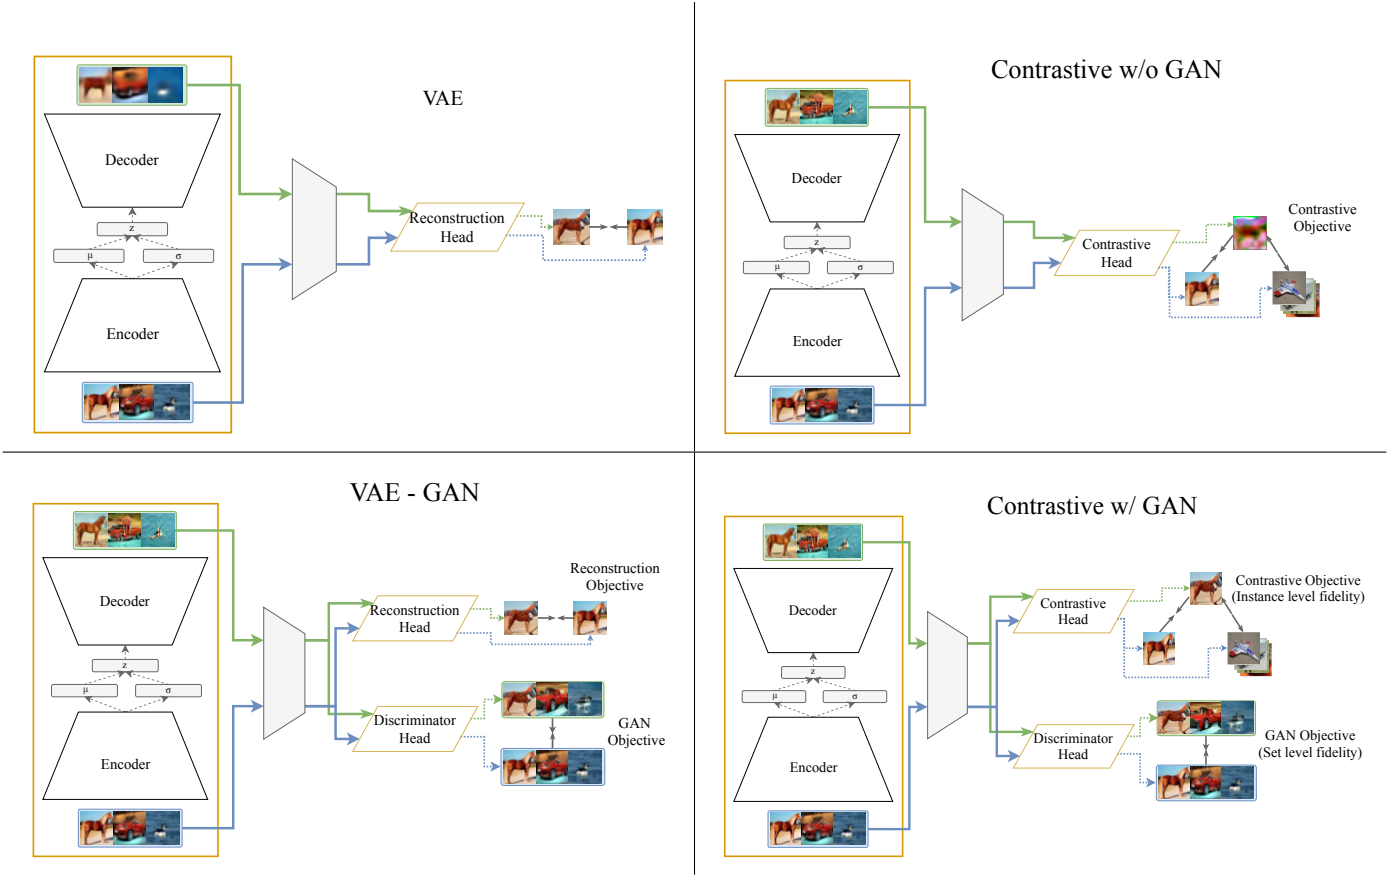 VAE
Decoder
z
μ
σ
Encoder
Reconstruction
Head
Contrastive w/o GAN
Decoder
z
μ
σ
Encoder
Contrastive
Head
Contrastive
Objective
VAE - GAN
Decoder
z
μ
σ
Encoder
Reconstruction
Head
Reconstruction
Objective
Discriminator
Head
GAN
Objective
Contrastive w/ GAN
Decoder
z
μ
σ
Encoder
Contrastive
Head
Contrastive Objective
(Instance level fidelity)
Discriminator
Head
GAN Objective
(Set level fidelity)